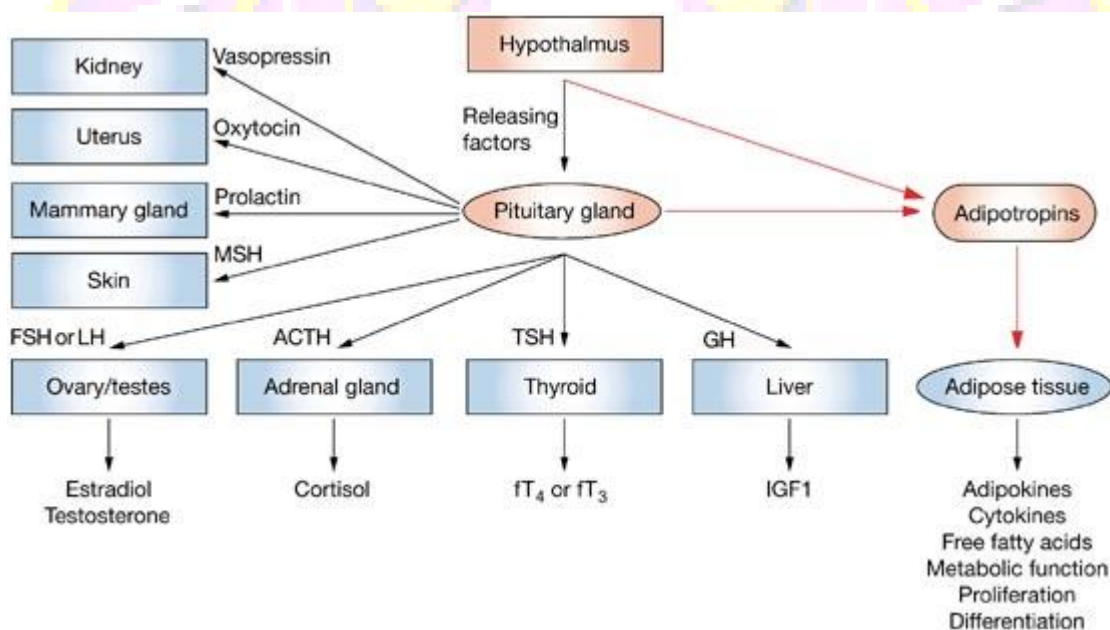 Hypothalmus
Kidney
Vasopressin
Releasing
factors
Uterus
Oxytocin
Mammary gland
Prolactin
Pituitary gland
Adipotropins
Skin
MSH
FSH or LH
ACTH
TSH
GH
Ovary/testes
Adrenal gland
Thyroid
Liver
Adipose tissue
Estradiol
Testosterone
Cortisol
fT4 or fT3
IGF1
Adipokines
Cytokines
Free fatty acids
Metabolic function
Proliferation
Differentiation